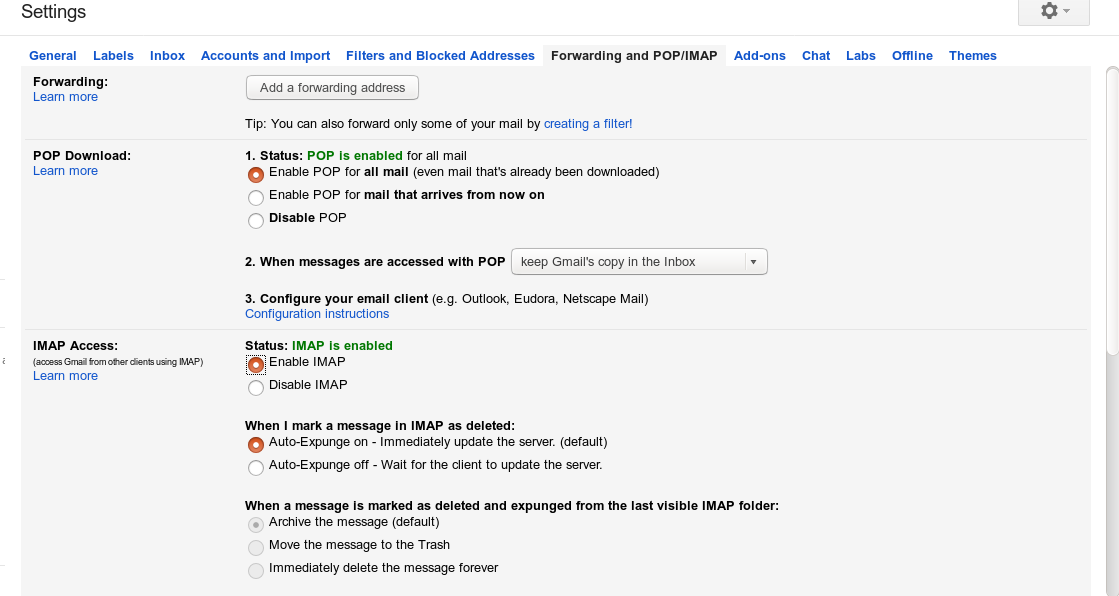 Settings
General Labels Inbox Accounts and Import Filters and Blocked Addresses Forwarding and POP/IMAP Add-ons Chat Labs Offline Themes
Forwarding:
Learn more
Add a forwarding address
Tip: You can also forward only some of your mail by creating a filter!
POP Download:
Learn more
1. Status: POP is enabled for all mail
Enable POP for all mail (even mail that's already been downloaded)
Enable POP for mail that arrives from now on
Disable POP
2. When messages are accessed with POP keep Gmail's copy in the Inbox
3. Configure your email client (e.g. Outlook, Eudora, Netscape Mail)
Configuration instructions
IMAP Access:
(access Gmail from other clients using IMAP)
Learn more
Status: IMAP is enabled
Enable IMAP
Disable IMAP
When I mark a message in IMAP as deleted:
Auto-Expunge on - Immediately update the server. (default)
Auto-Expunge off - Wait for the client to update the server.
When a message is marked as deleted and expunged from the last visible IMAP folder:
Archive the message (default)
Move the message to the Trash
Immediately delete the message forever